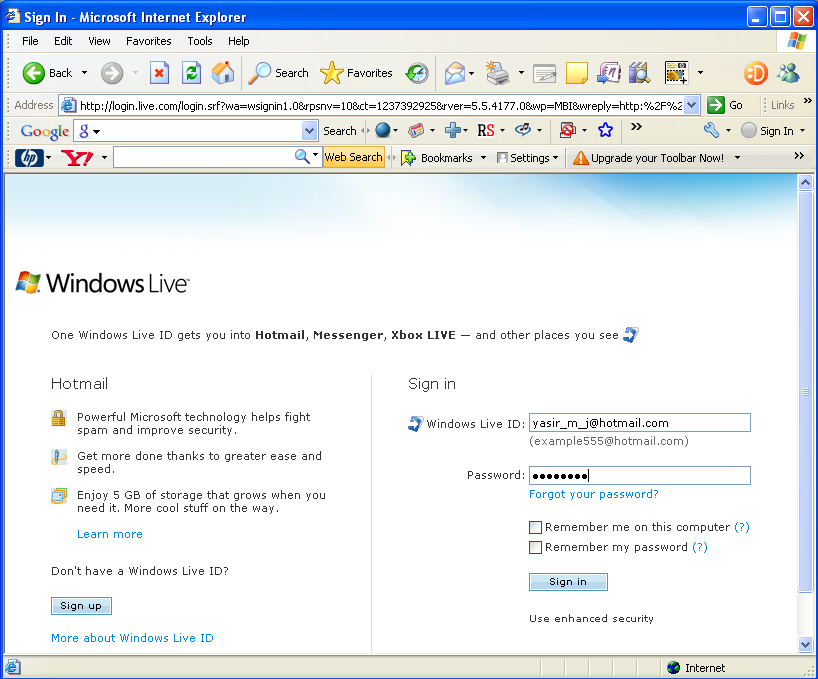 Sign In - Microsoft Internet Explorer
File Edit View Favorites Tools Help
Back Search Favorites
Address http://login.live.com/login.srf?wa=wsignin1.0&rpsnv=10&ct=1237392925&rver=5.5.4177.0&wp=MBI&wreply=http:%2F%2 Go Links »
Google g Search RS » Sign In
hp Y! Web Search Bookmarks Settings Upgrade your Toolbar Now! »
Windows Live™
One Windows Live ID gets you into Hotmail, Messenger, Xbox LIVE — and other places you see
Hotmail
Powerful Microsoft technology helps fight
spam and improve security.
Get more done thanks to greater ease and
speed.
Enjoy 5 GB of storage that grows when you
need it. More cool stuff on the way.
Learn more
Don't have a Windows Live ID?
Sign up
More about Windows Live ID
Sign in
Windows Live ID: yasir_m_j@hotmail.com
(example555@hotmail.com)
Password: ●●●●●●●●
Forgot your password?
Remember me on this computer (?)
Remember my password (?)
Sign in
Use enhanced security
Internet